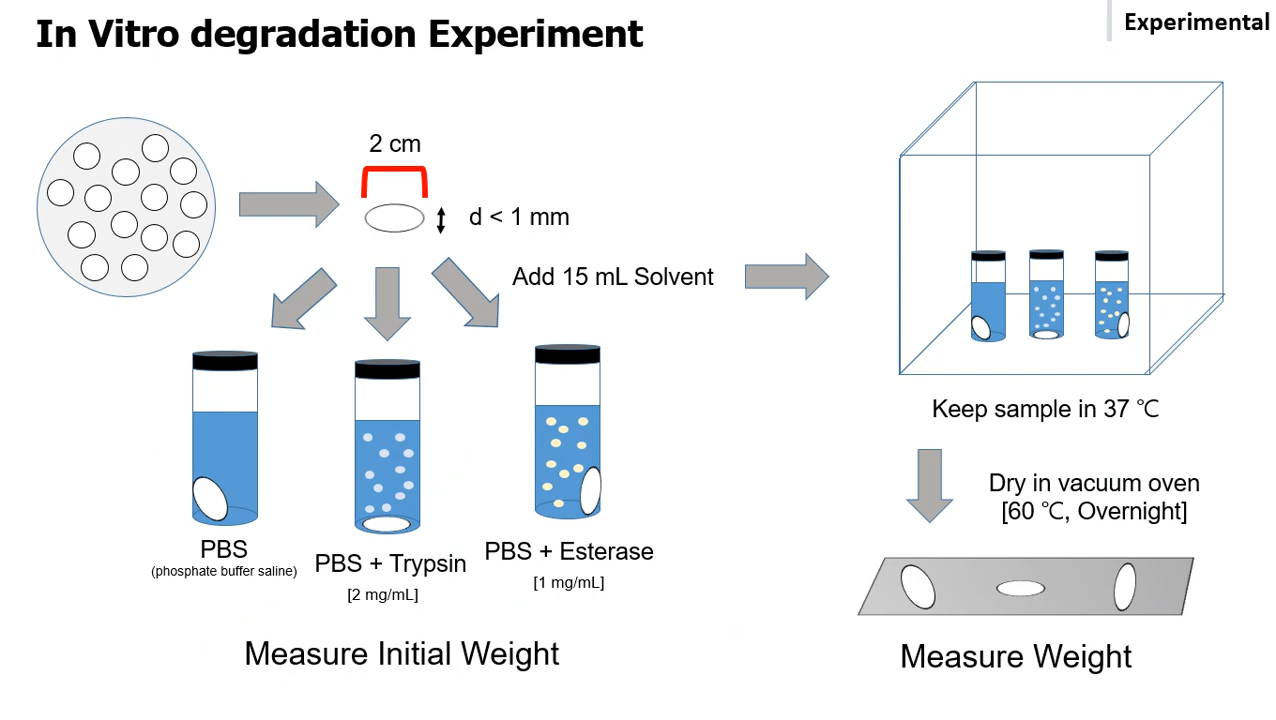 In Vitro degradation Experiment
Experimental
2 cm
d < 1 mm
Add 15 mL Solvent
PBS
(phosphate buffer saline)
PBS + Trypsin
[2 mg/mL]
PBS + Esterase
[1 mg/mL]
Measure Initial Weight
Keep sample in 37 ℃
Dry in vacuum oven
[60 ℃, Overnight]
Measure Weight